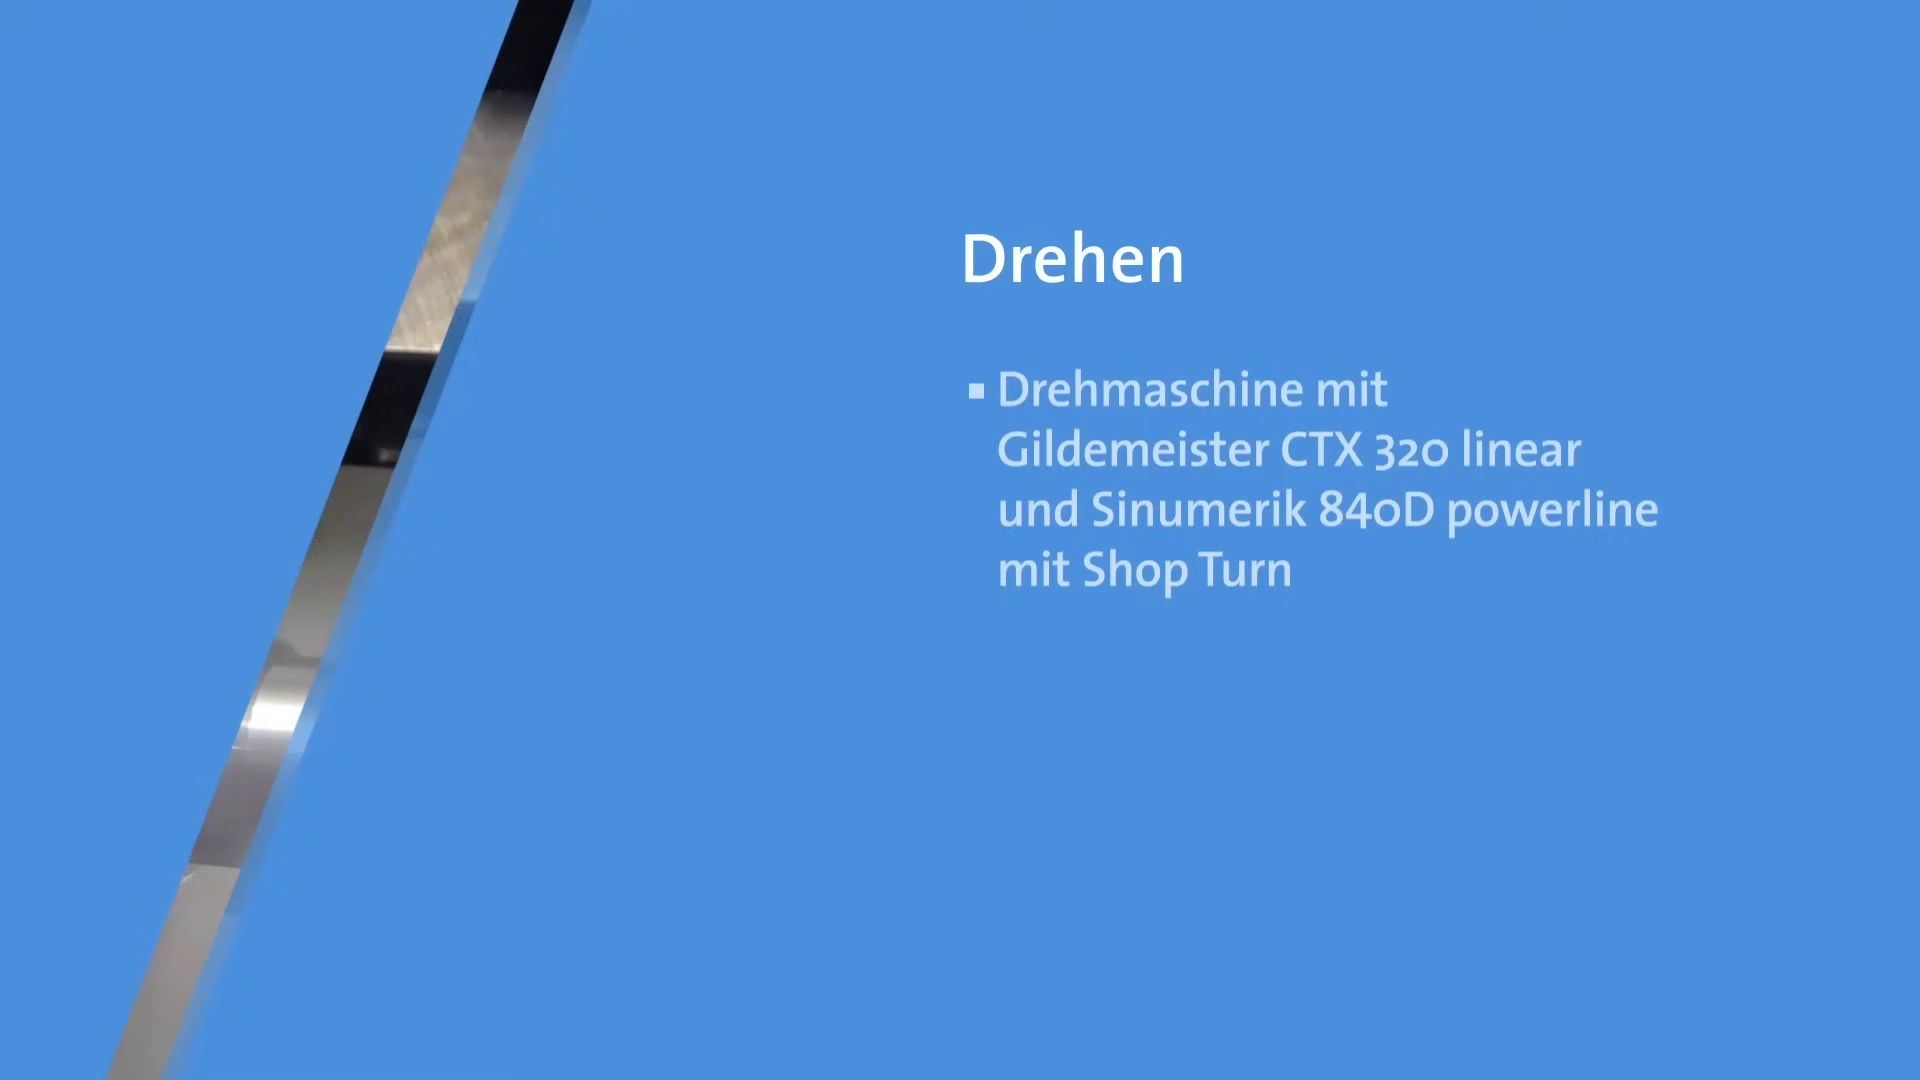 Drehen
▪ Drehmaschine mit
Gildemeister CTX 320 linear
und Sinumerik 840D powerline
mit Shop Turn